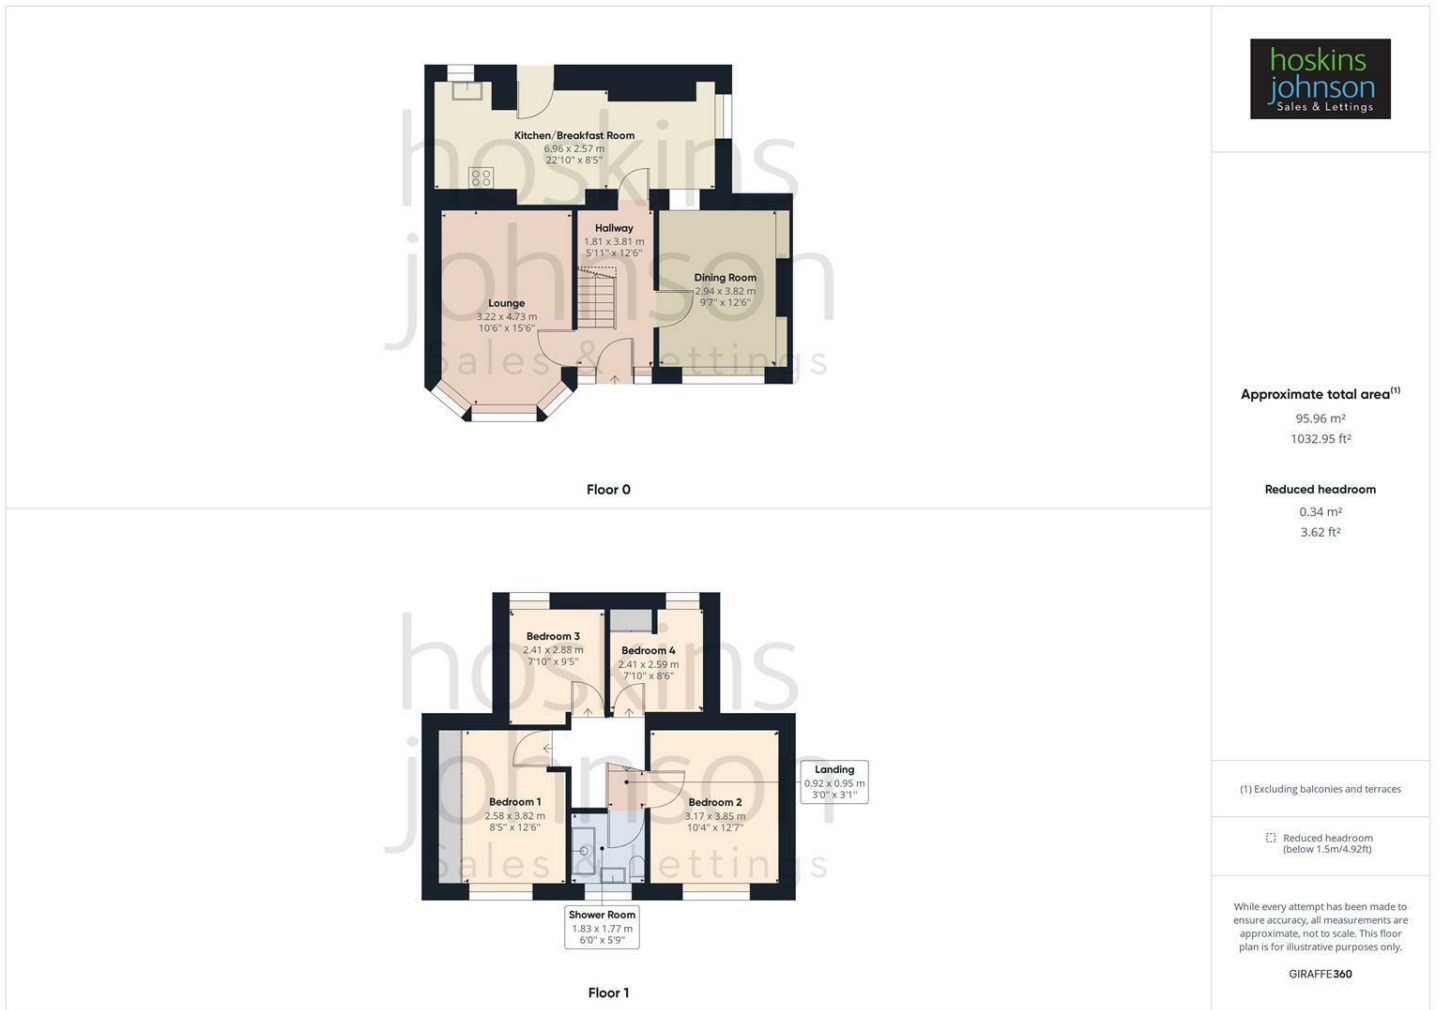 hoskins
johnson
Sales & Lettings
Kitchen/Breakfast Room
6.96 x 2.57 m
22'10" x 8'5"
Hallway
1.81 x 3.81 m
5'11" x 12'6"
Dining Room
2.94 x 3.82 m
9'7" x 12'6"
Lounge
3.22 x 4.73 m
10'6" x 15'6"
hoskins
johnson
Sales & Lettings
Floor 0
Approximate total area(1)
95.96 m²
1032.95 ft²
Reduced headroom
0.34 m²
3.62 ft²
Bedroom 3
2.41 x 2.88 m
7'10" x 9'5"
Bedroom 4
2.41 x 2.59 m
7'10" x 8'6"
Landing
0.92 x 0.95 m
3'0" x 3'1"
Bedroom 1
2.58 x 3.82 m
8'5" x 12'6"
Bedroom 2
3.17 x 3.85 m
10'4" x 12'7"
Shower Room
1.83 x 1.77 m
6'0" x 5'9"
hoskins
johnson
Sales & Lettings
Floor 1
(1) Excluding balconies and terraces
Reduced headroom
(below 1.5m/4.92ft)
While every attempt has been made to
ensure accuracy, all measurements are
approximate, not to scale. This floor
plan is for illustrative purposes only.
GIRAFFE360